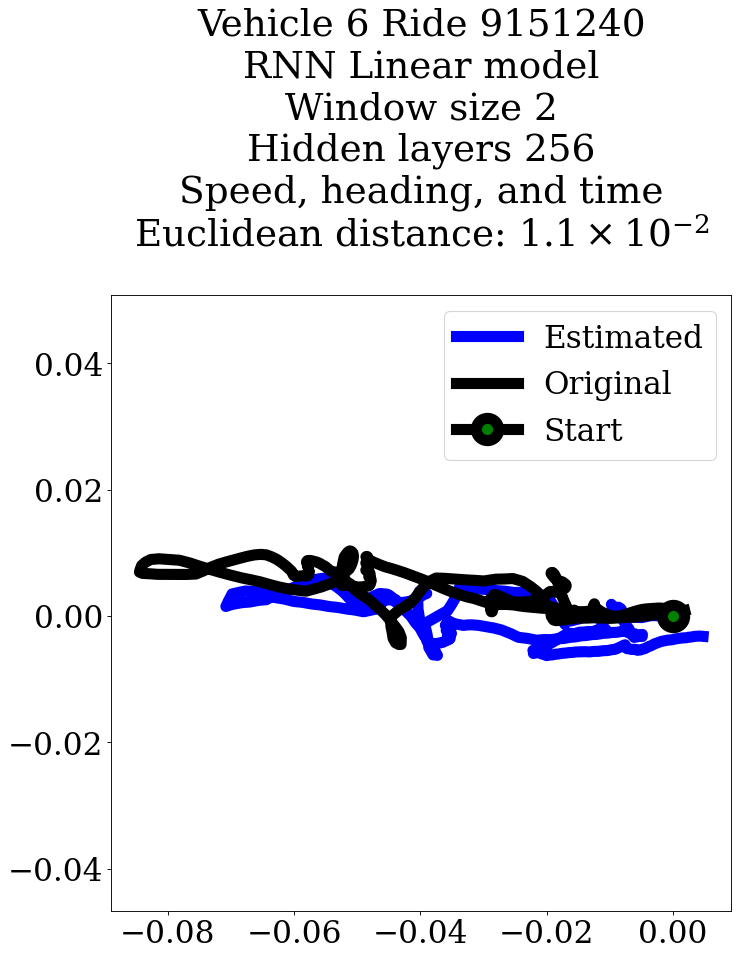 Vehicle 6 Ride 9151240
RNN Linear model
Window size 2
Hidden layers 256
Speed, heading, and time
Euclidean distance: 1.1 × 10⁻²
Estimated
Original
Start
0.04
0.02
0.00
−0.02
−0.04
−0.08 −0.06 −0.04 −0.02 0.00